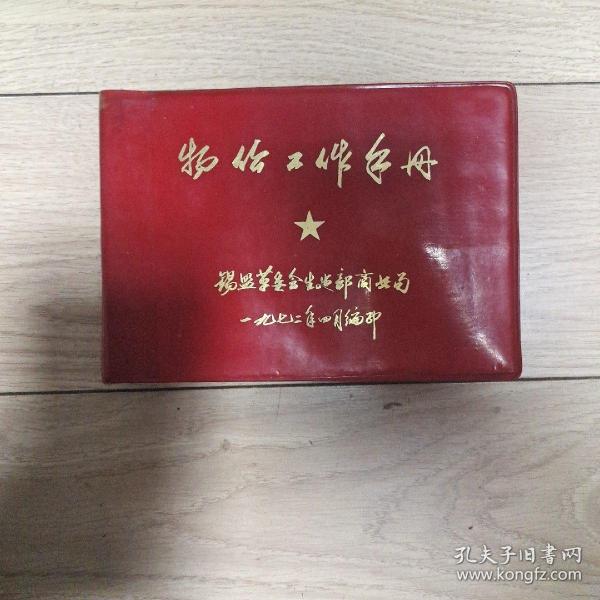 物价工作手册
锡盟革委会生建部商业局
一九七二年四月编印
孔夫子旧书网
www.kongfz.com